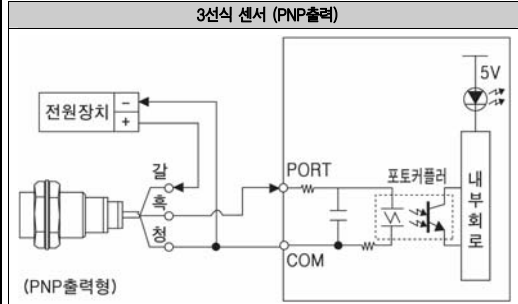 3선식 센서 (PNP출력)
5V
전원장치
−
+
갈
PORT
포토커플러
흑
내부회로
청
COM
(PNP출력형)